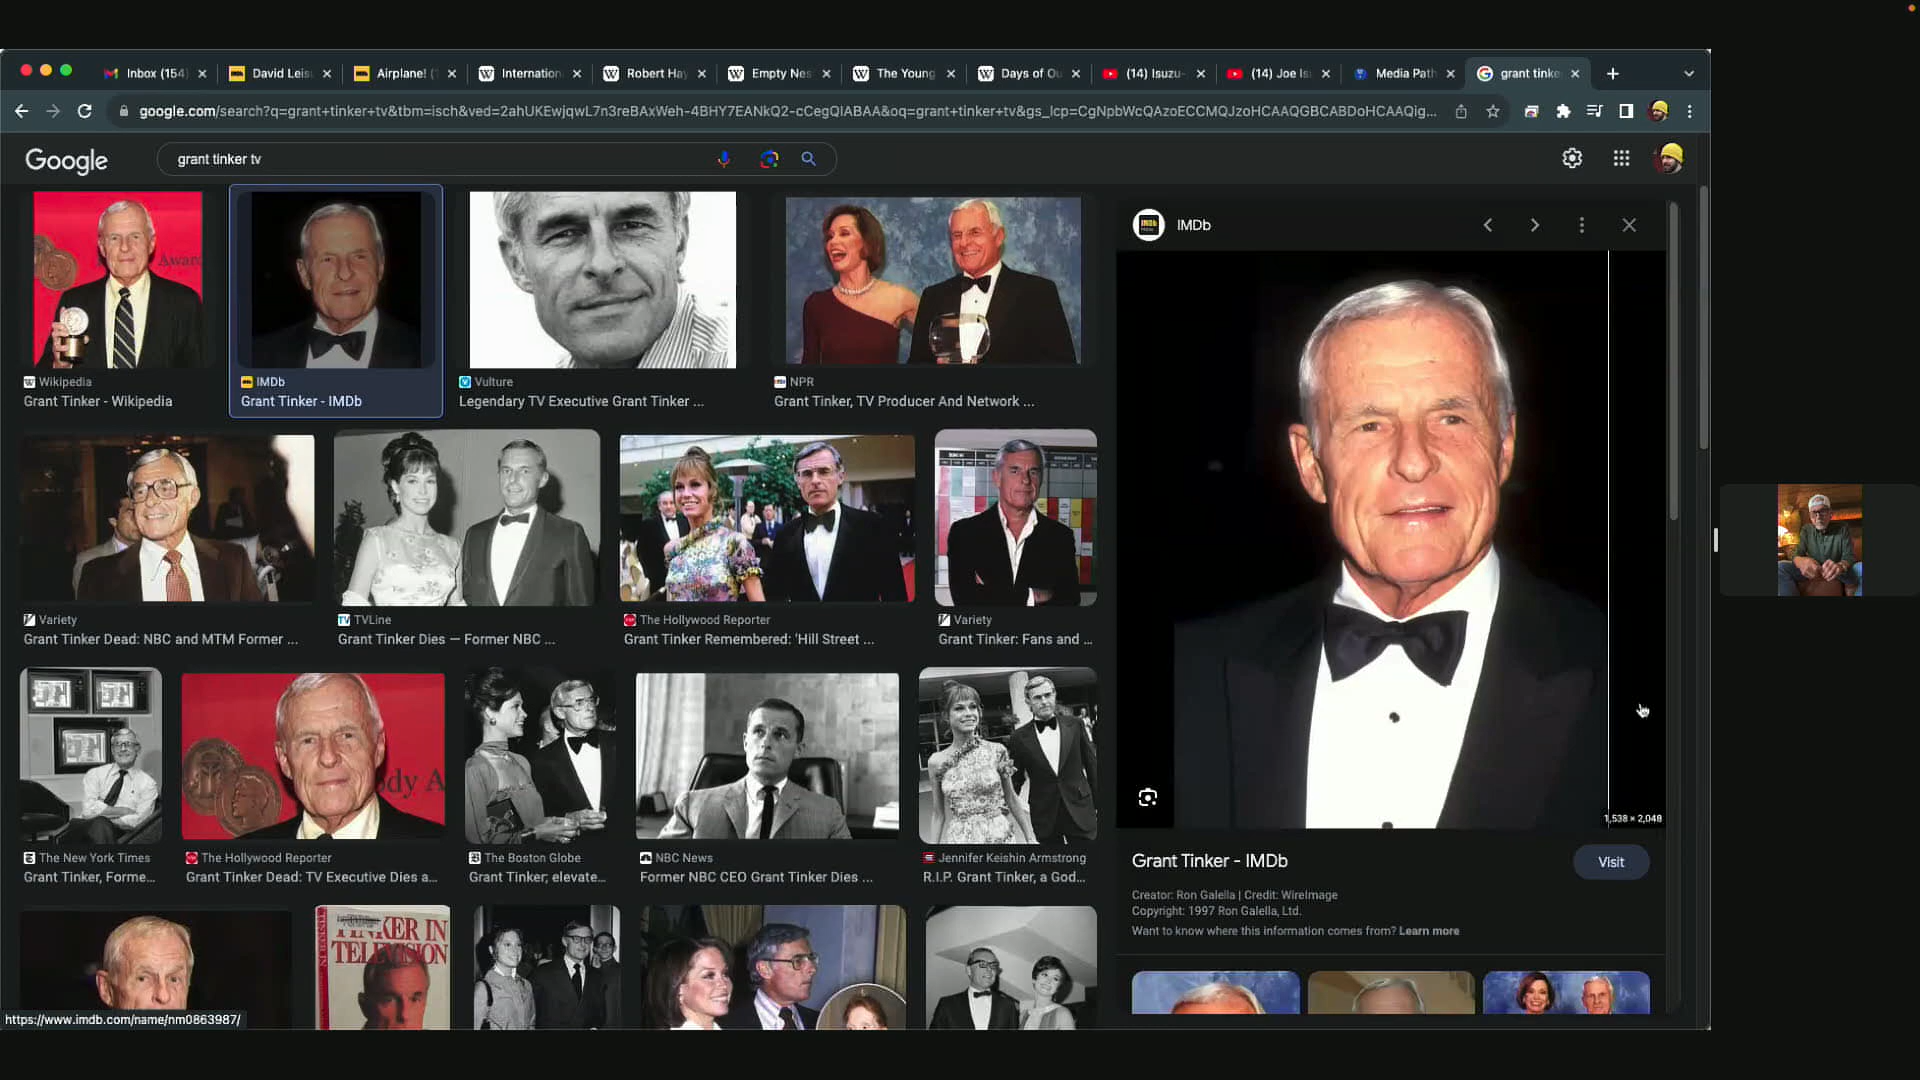 Inbox (154)
David Leis
Airplane! (
Internation
Robert Hay
Empty Nes
The Young
Days of Ou
(14) Isuzu-
(14) Joe Is
Media Path
grant tinke
google.com/search?q=grant+tinker+tv&tbm=isch&ved=2ahUKEwjqwL7n3reBAxWeh-4BHY7EANkQ2-cCegQIABAA&oq=grant+tinker+tv&gs_lcp=CgNpbWcQAzoECCMQJzoHCAAQGBCABDoHCAAQig...
Google
grant tinker tv
IMDb
Award
Wikipedia
Grant Tinker - Wikipedia
IMDb
Grant Tinker - IMDb
Vulture
Legendary TV Executive Grant Tinker ...
NPR
Grant Tinker, TV Producer And Network ...
Variety
Grant Tinker Dead: NBC and MTM Former ...
TVLine
Grant Tinker Dies — Former NBC ...
The Hollywood Reporter
Grant Tinker Remembered: 'Hill Street ...
Variety
Grant Tinker: Fans and ...
dy A
The New York Times
Grant Tinker, Forme...
The Hollywood Reporter
Grant Tinker Dead: TV Executive Dies a...
The Boston Globe
Grant Tinker; elevate...
NBC News
Former NBC CEO Grant Tinker Dies ...
Jennifer Keishin Armstrong
R.I.P. Grant Tinker, a God...
TINKER IN
TELEVISION
1,538 × 2,048
Grant Tinker - IMDb
Visit
Creator: Ron Galella | Credit: WireImage
Copyright: 1997 Ron Galella, Ltd.
Want to know where this information comes from? Learn more
https://www.imdb.com/name/nm0863987/